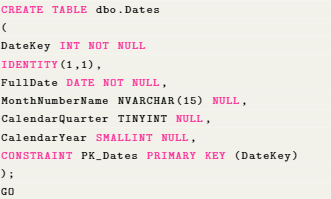 CREATE TABLE dbo.Dates
(
DateKey INT NOT NULL
IDENTITY(1,1),
FullDate DATE NOT NULL,
MonthNumberName NVARCHAR(15) NULL,
CalendarQuarter TINYINT NULL,
CalendarYear SMALLINT NULL,
CONSTRAINT PK_Dates PRIMARY KEY (DateKey)
);
GO